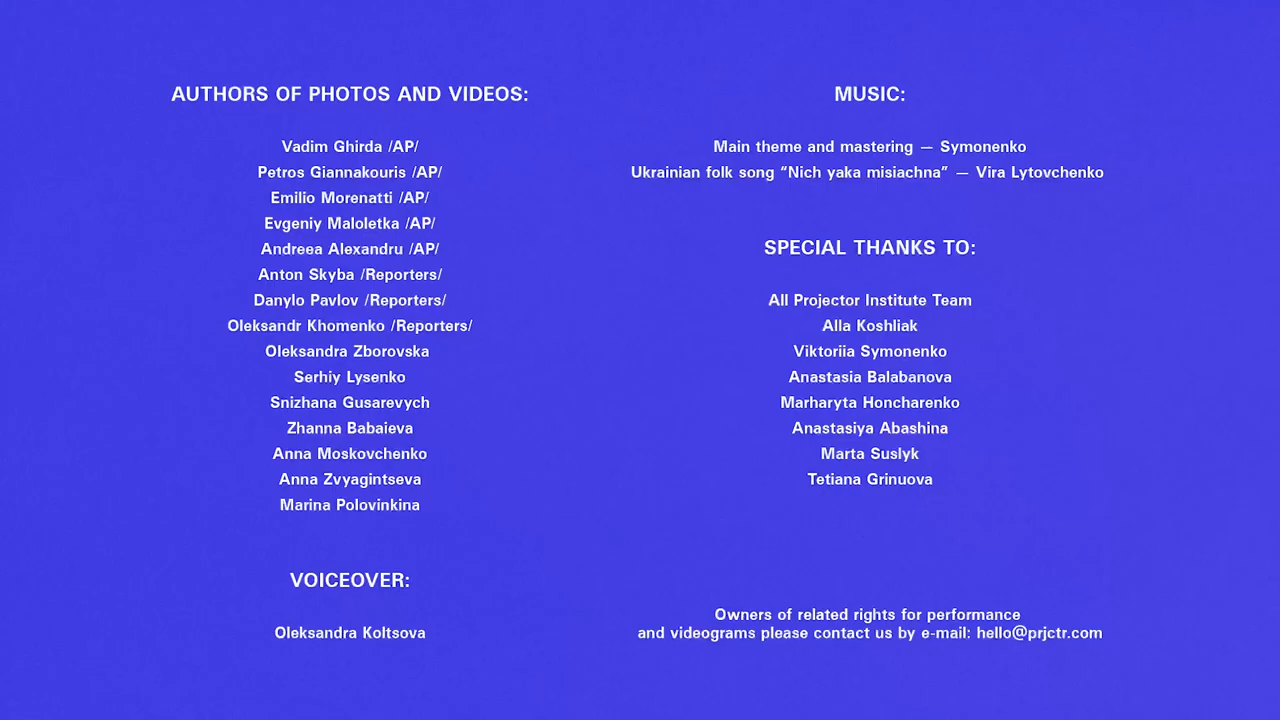 AUTHORS OF PHOTOS AND VIDEOS:
Vadim Ghirda /AP/
Petros Giannakouris /AP/
Emilio Morenatti /AP/
Evgeniy Maloletka /AP/
Andreea Alexandru /AP/
Anton Skyba /Reporters/
Danylo Pavlov /Reporters/
Oleksandr Khomenko /Reporters/
Oleksandra Zborovska
Serhiy Lysenko
Snizhana Gusarevych
Zhanna Babaieva
Anna Moskovchenko
Anna Zvyagintseva
Marina Polovinkina
VOICEOVER:
Oleksandra Koltsova
MUSIC:
Main theme and mastering — Symonenko
Ukrainian folk song “Nich yaka misiachna” — Vira Lytovchenko
SPECIAL THANKS TO:
All Projector Institute Team
Alla Koshliak
Viktoriia Symonenko
Anastasia Balabanova
Marharyta Honcharenko
Anastasiya Abashina
Marta Suslyk
Tetiana Grinuova
Owners of related rights for performance
and videograms please contact us by e-mail: hello@prjctr.com